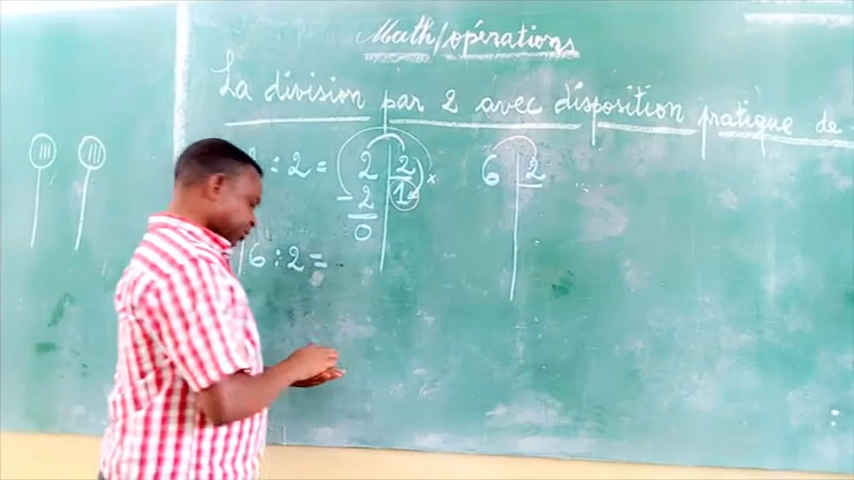 Math/opérations
La division par 2 avec disposition pratique de
2 : 2 = 2 2
- 2 1 x
0
6 2
6 : 2 =